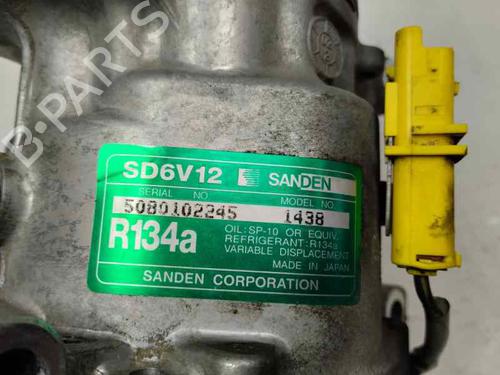 B-PARTS
SD6V12 SANDEN
SERIAL NO MODEL NO
5080102245 1438
R134a
OIL: SP-10 OR EQUIV.
REFRIGERANT: R134a
VARIABLE DISPLACEMENT
MADE IN JAPAN
SANDEN CORPORATION